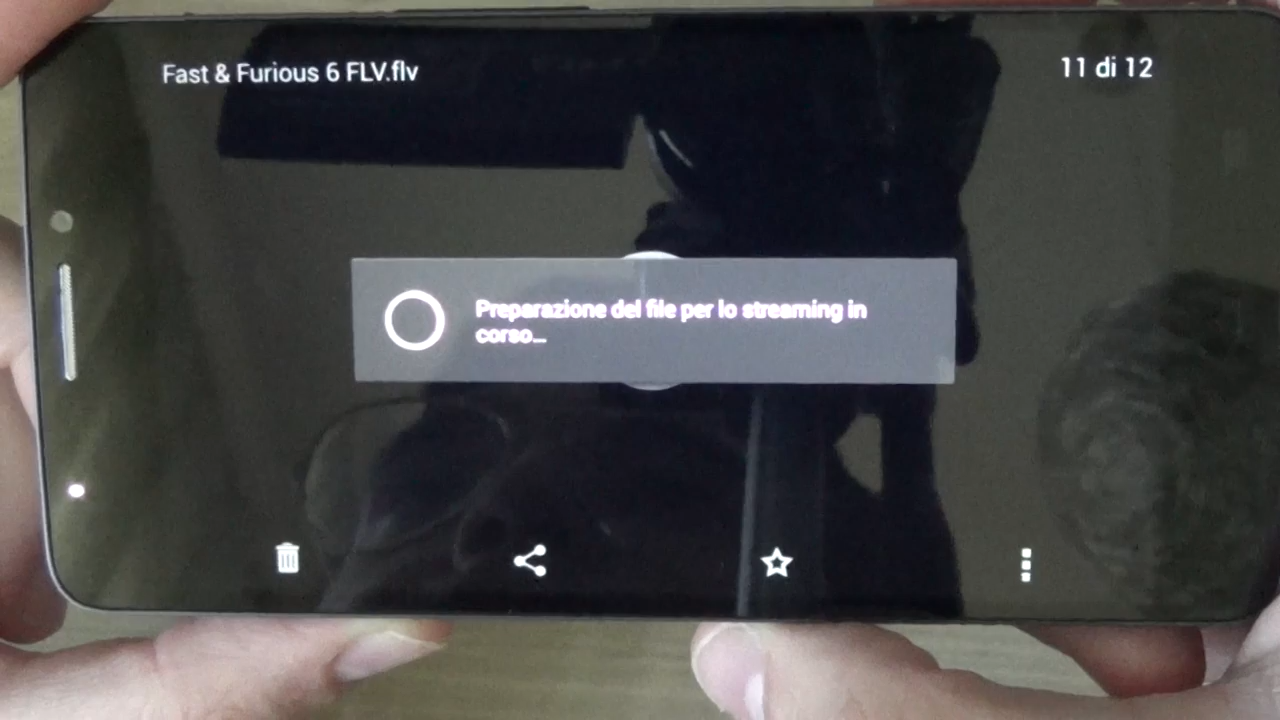 Fast & Furious 6 FLV.flv
11 di 12
Preparazione del file per lo streaming in
corso...